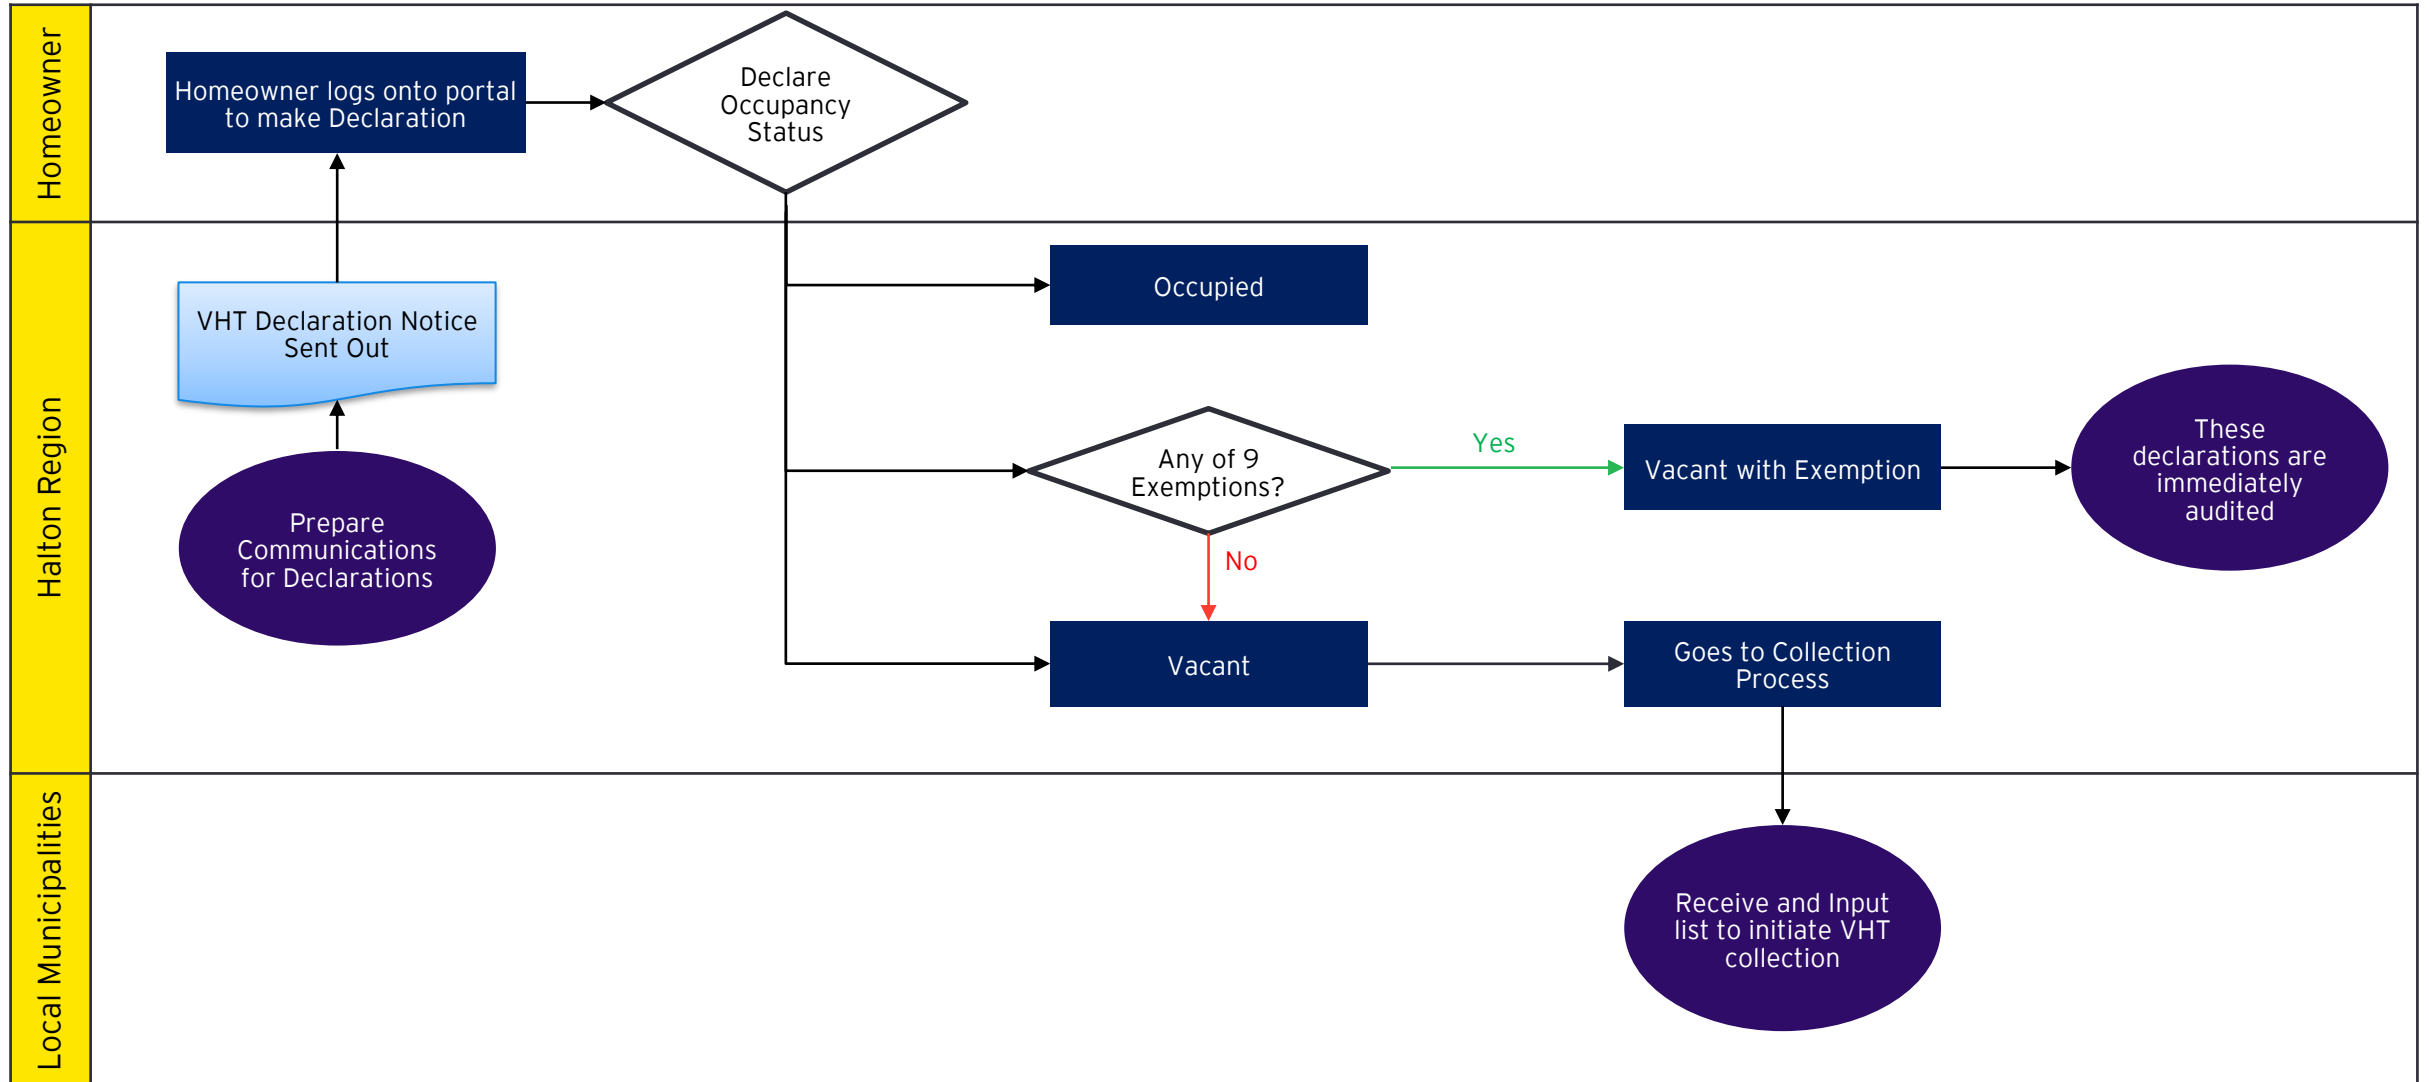 Homeowner
Homeowner logs onto portal
to make Declaration
Declare
Occupancy
Status
Halton Region
VHT Declaration Notice
Sent Out
Prepare
Communications
for Declarations
Occupied
Any of 9
Exemptions?
Yes
No
Vacant with Exemption
These
declarations are
immediately
audited
Vacant
Goes to Collection
Process
Local Municipalities
Receive and Input
list to initiate VHT
collection